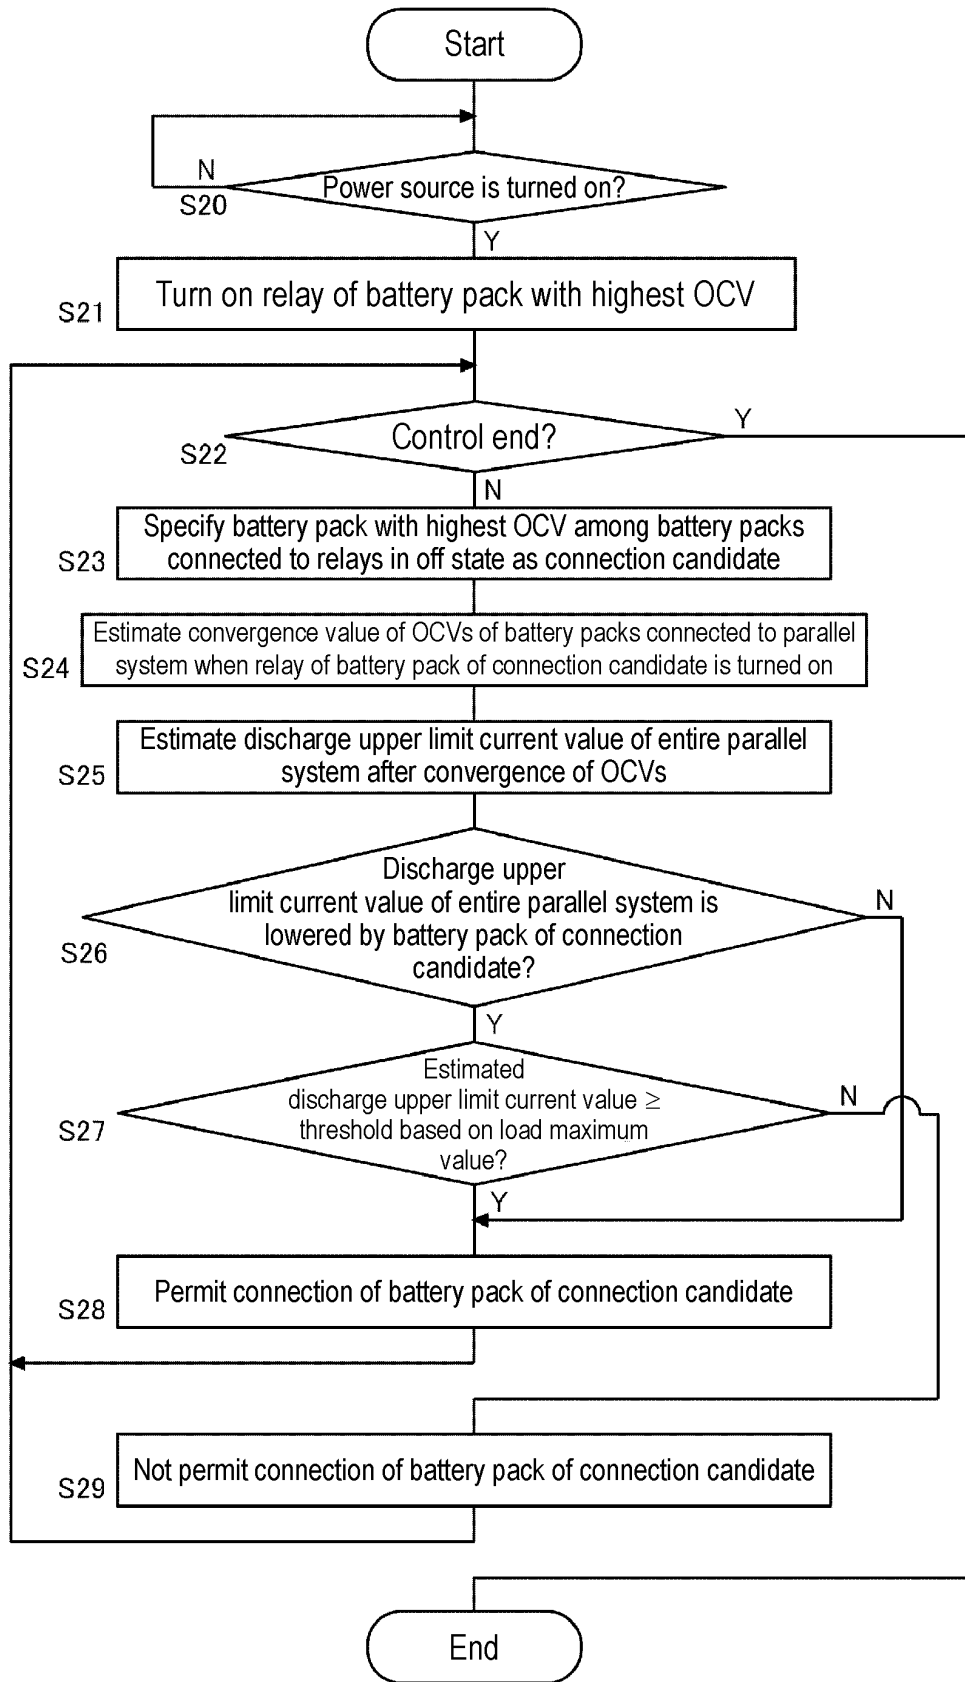 Start
N
S20
Power source is turned on?
Y
Turn on relay of battery pack with highest OCV
S21
Y
Control end?
S22
N
Specify battery pack with highest OCV among battery packs
connected to relays in off state as connection candidate
S23
Estimate convergence value of OCVs of battery packs connected to parallel
system when relay of battery pack of connection candidate is turned on
S24
Estimate discharge upper limit current value of entire parallel
system after convergence of OCVs
S25
Discharge upper
limit current value of entire parallel system is
lowered by battery pack of connection
candidate?
N
S26
Y
Estimated
discharge upper limit current value ≥
threshold based on load maximum
value?
N
S27
Y
Permit connection of battery pack of connection candidate
S28
Not permit connection of battery pack of connection candidate
S29
End